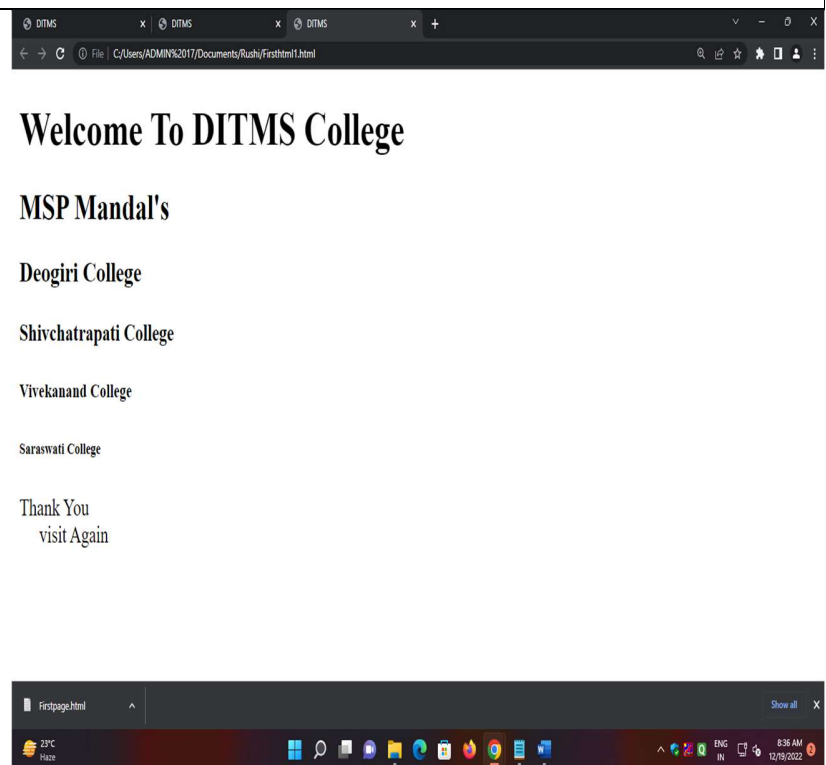 DITMS x DITMS x DITMS x +
File | C:/Users/ADMIN%2017/Documents/Rushi/Firsthtml1.html
Welcome To DITMS College
MSP Mandal's
Deogiri College
Shivchatrapati College
Vivekanand College
Saraswati College
Thank You
visit Again
Firstpage.html
Show all X
23°C
Haze
ENG
IN
8:36 AM
12/19/2022